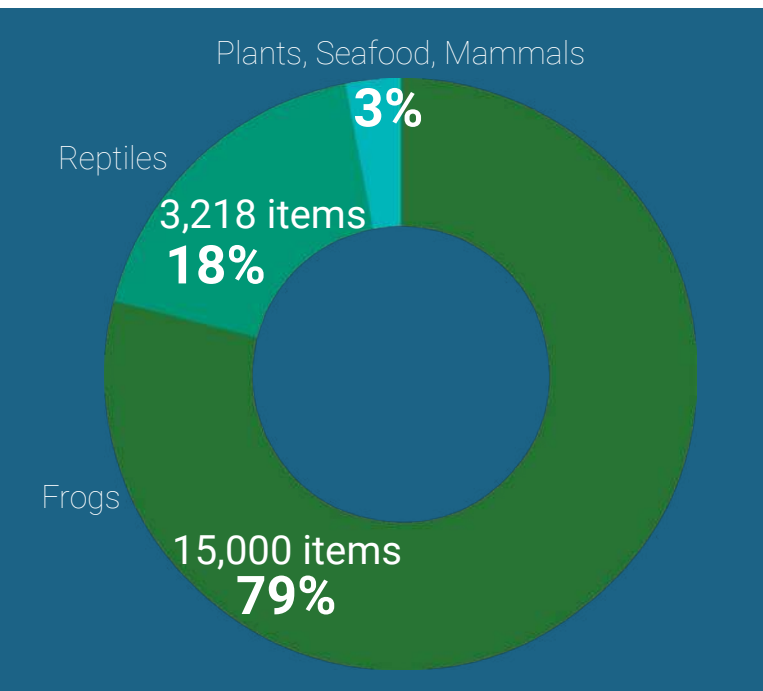 Plants, Seafood, Mammals
3%
Reptiles
3,218 items
18%
Frogs
15,000 items
79%